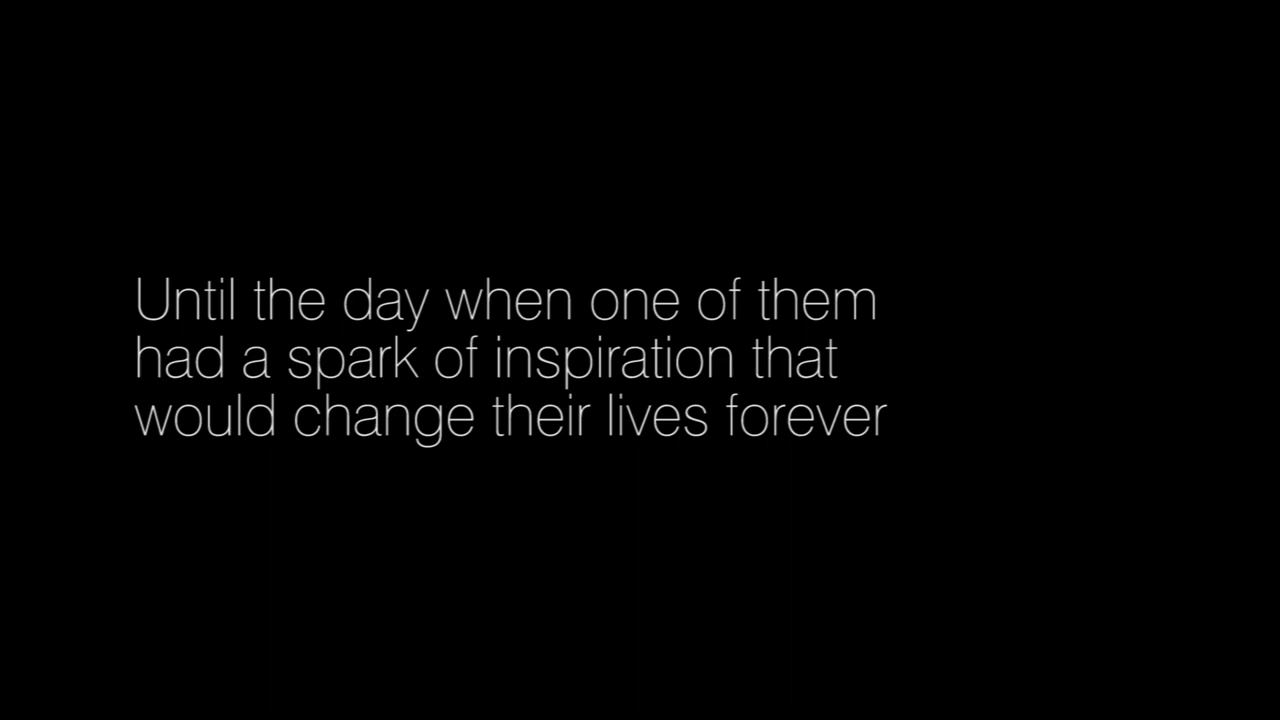 Until the day when one of them
had a spark of inspiration that
would change their lives forever